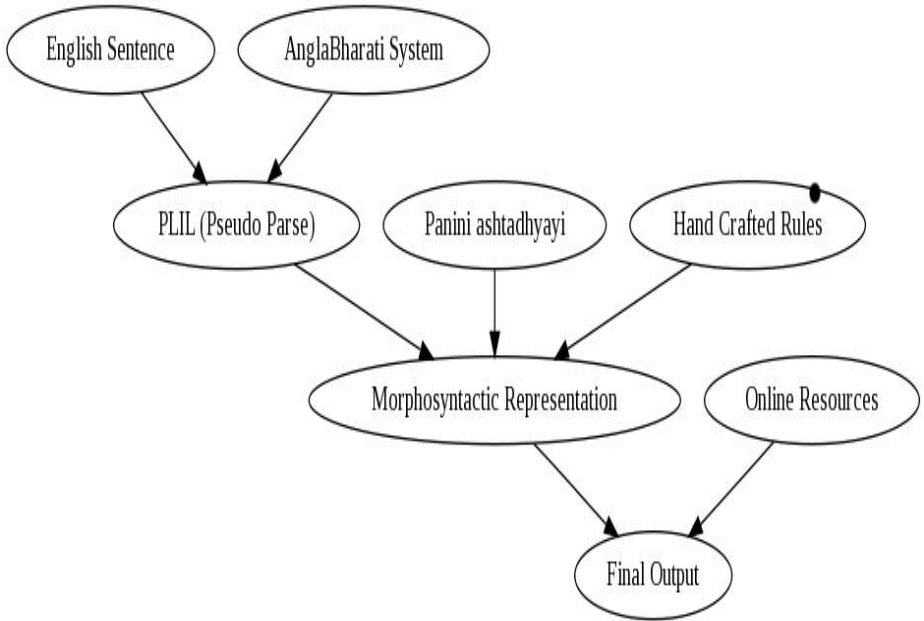 English Sentence
AnglaBharati System
PLIL (Pseudo Parse)
Panini ashtadhyayi
Hand Crafted Rules
Morphosyntactic Representation
Online Resources
Final Output